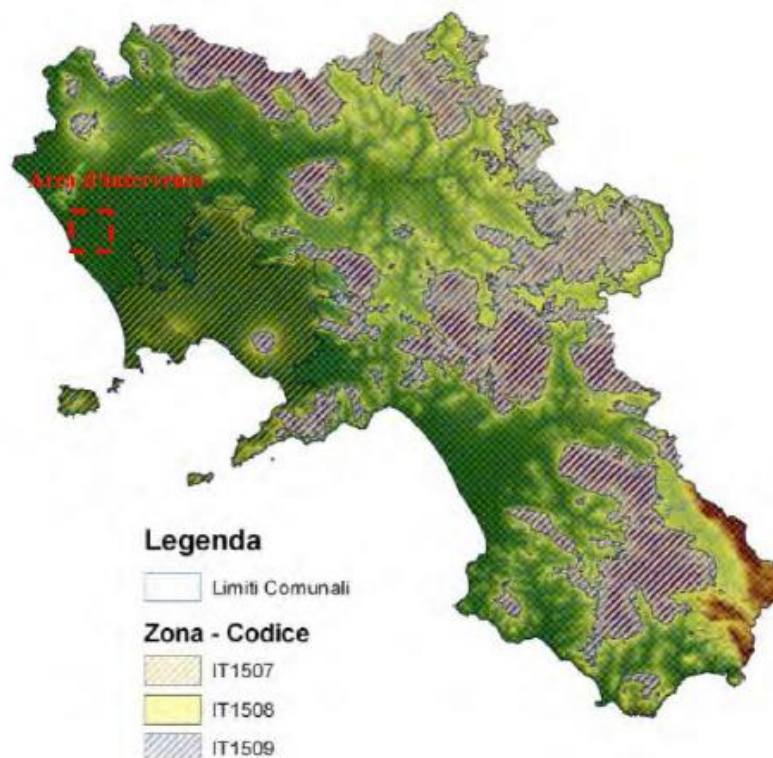 Area d'intervento
Legenda
Limiti Comunali
Zona - Codice
IT1507
IT1508
IT1509